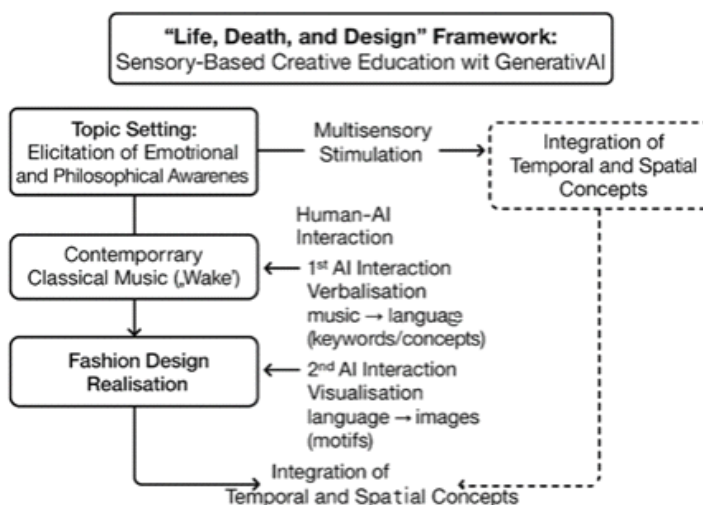 “Life, Death, and Design” Framework:
Sensory-Based Creative Education wit GenerativAI
Topic Setting:
Elicitation of Emotrional
and Philosophical Awarenes
Multisensory
Stimulation
Integration of
Temporal and Spatial
Concepts
Contemporrary
Classical Music („Wake’)
Human-AI
Interaction
1st AI Interaction
Verbalisation
music → language
(keywords/concepts)
Fashion Design
Realisation
2nd AI Interaction
Visualisation
language → images
(motifs)
Integration of
Temporal and Spatial Concepts